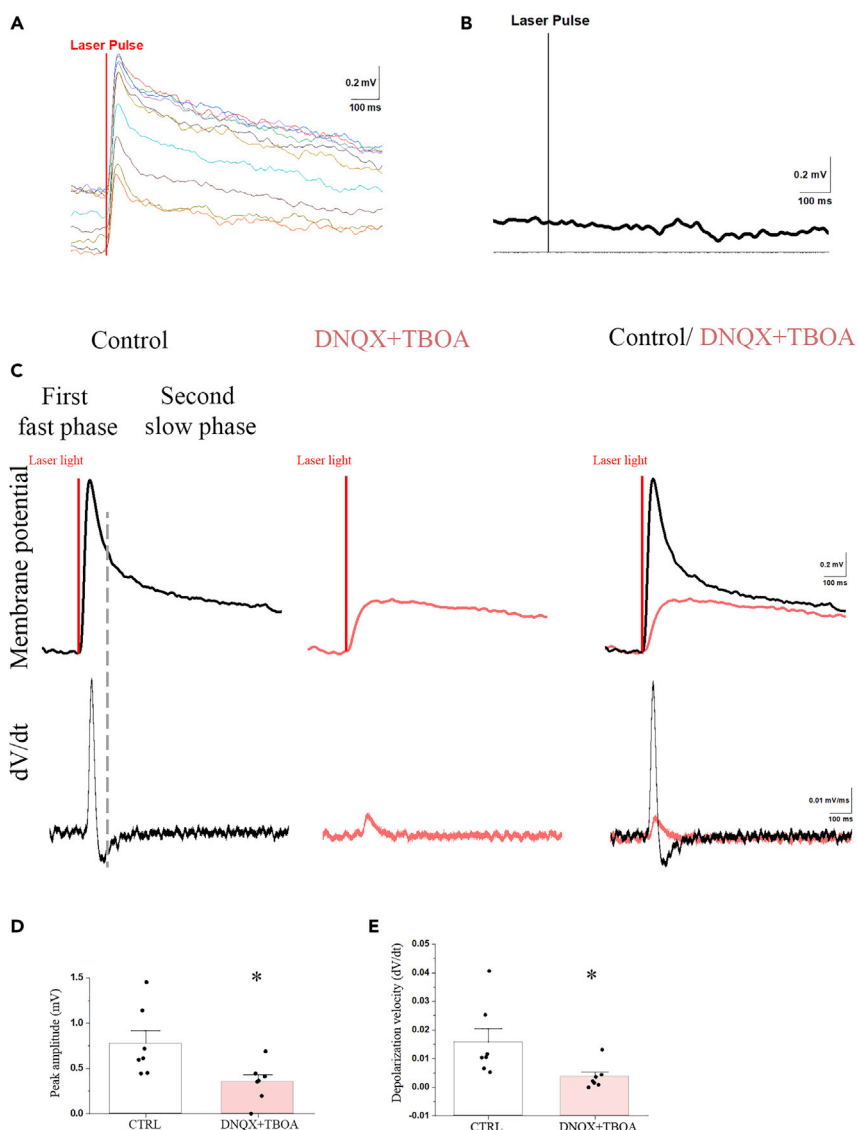 A
Laser Pulse
0.2 mV
100 ms
B
Laser Pulse
0.2 mV
100 ms
Control
DNQX+TBOA
Control/ DNQX+TBOA
C
First
fast phase
Second
slow phase
Membrane potential
Laser light
Laser light
Laser light
0.2 mV
100 ms
dV/dt
0.01 mV/ms
100 ms
D
Peak amplitude (mV)
1.5
1.0
0.5
0.0
*
CTRL
DNQX+TBOA
E
Depolarization velocity (dV/dt)
0.05
0.04
0.03
0.02
0.01
0.00
-0.01
*
CTRL
DNQX+TBOA